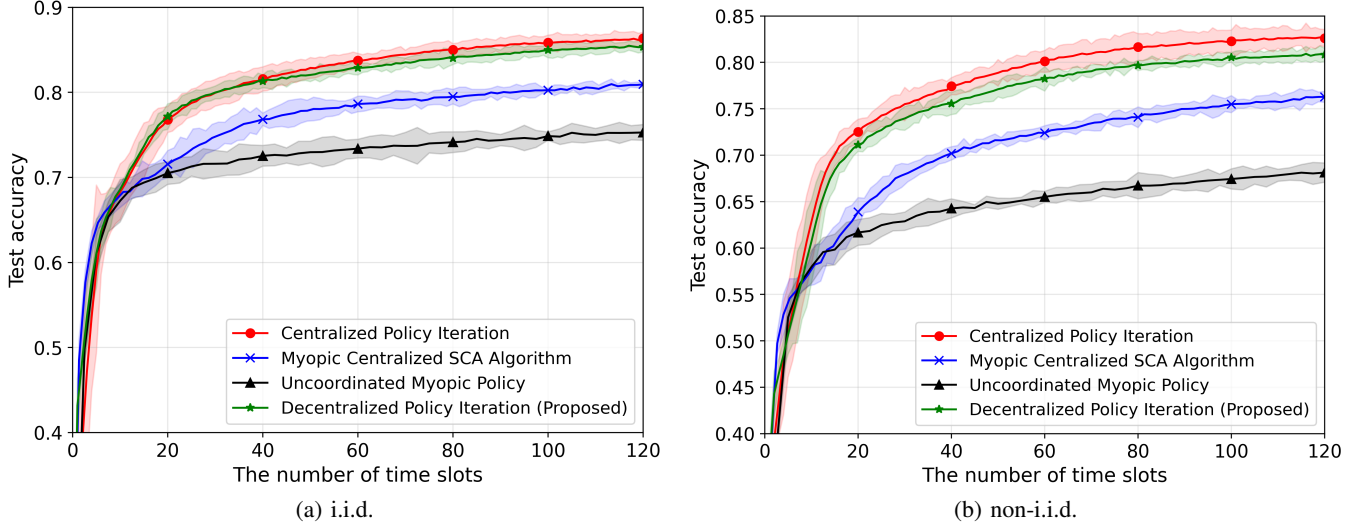 0.9
0.8
0.7
0.6
0.5
0.4
Test accuracy
0 20 40 60 80 100 120
The number of time slots
Centralized Policy Iteration
Myopic Centralized SCA Algorithm
Uncoordinated Myopic Policy
Decentralized Policy Iteration (Proposed)
(a) i.i.d.
0.85
0.80
0.75
0.70
0.65
0.60
0.55
0.50
0.45
0.40
Test accuracy
0 20 40 60 80 100 120
The number of time slots
Centralized Policy Iteration
Myopic Centralized SCA Algorithm
Uncoordinated Myopic Policy
Decentralized Policy Iteration (Proposed)
(b) non-i.i.d.